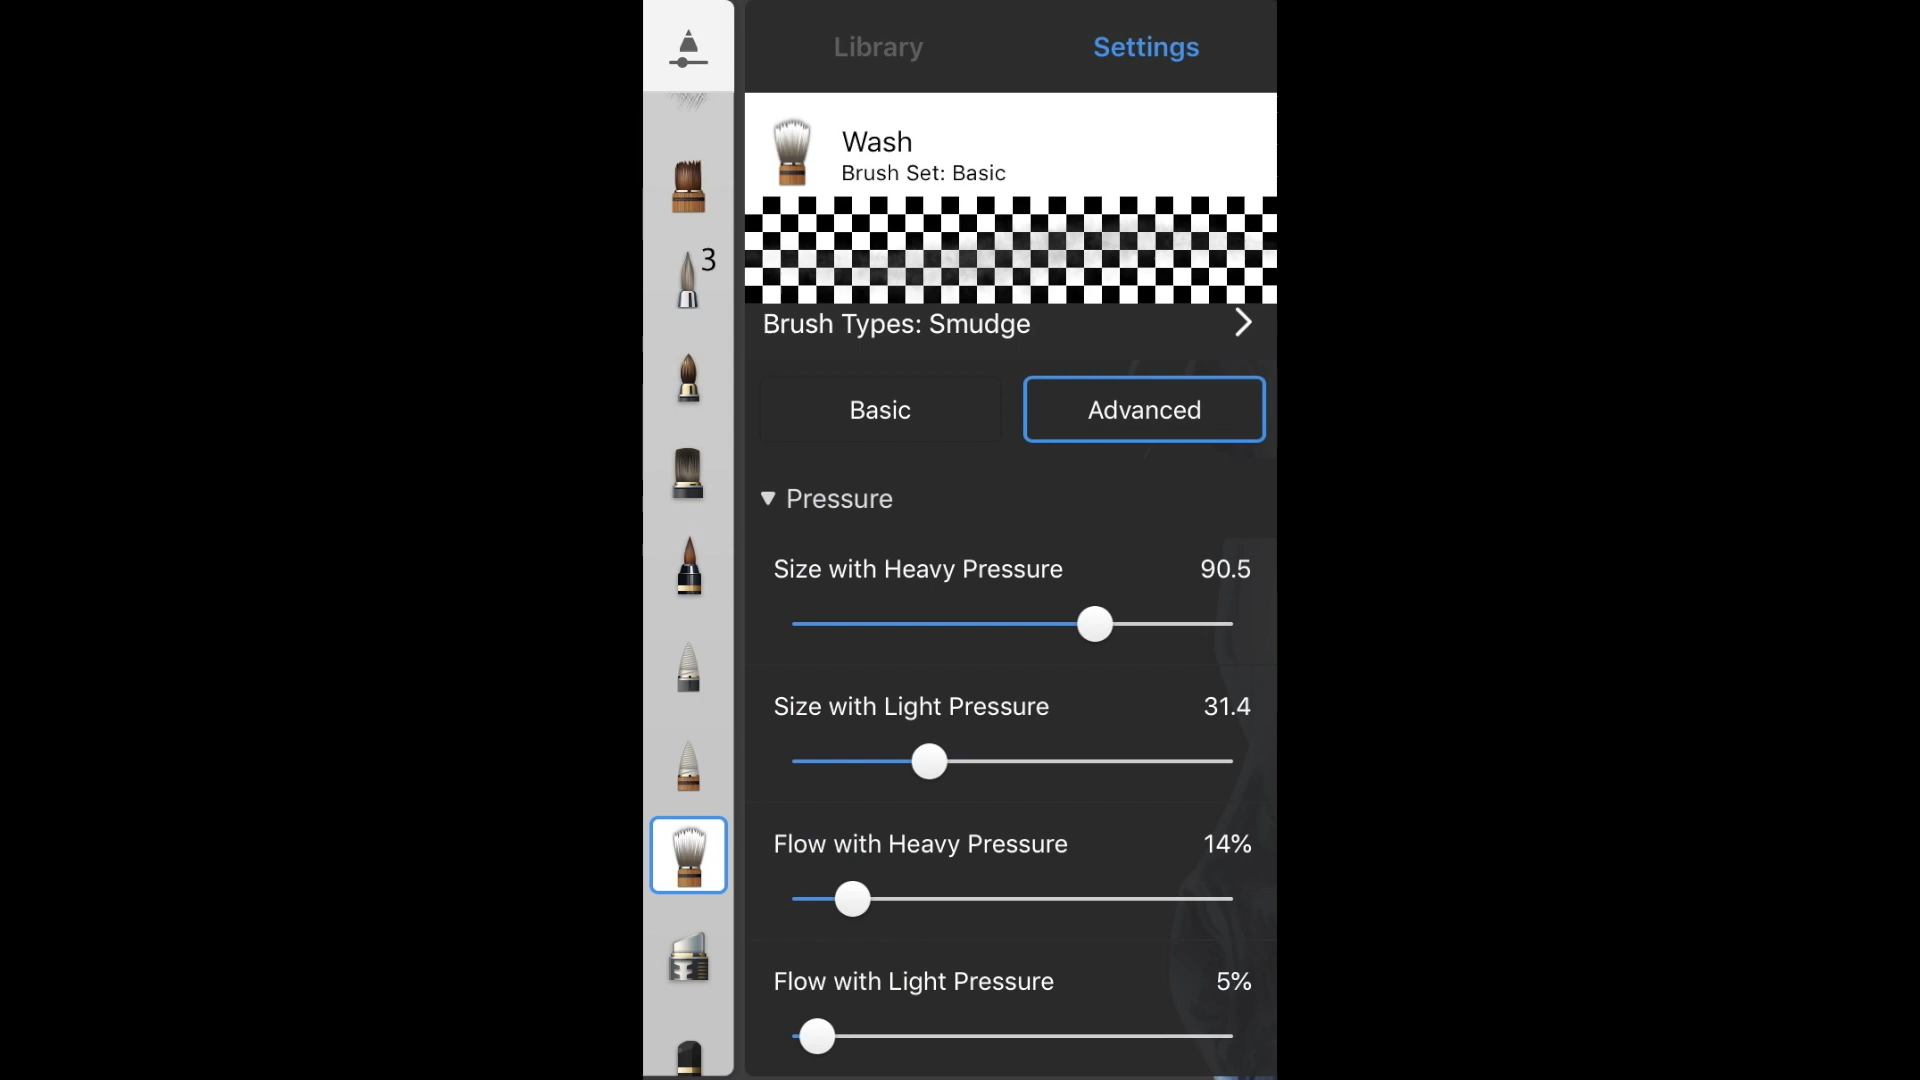 Library
Settings
Wash
Brush Set: Basic
3
Brush Types: Smudge
Basic
Advanced
Pressure
Size with Heavy Pressure 90.5
Size with Light Pressure 31.4
Flow with Heavy Pressure 14%
Flow with Light Pressure 5%